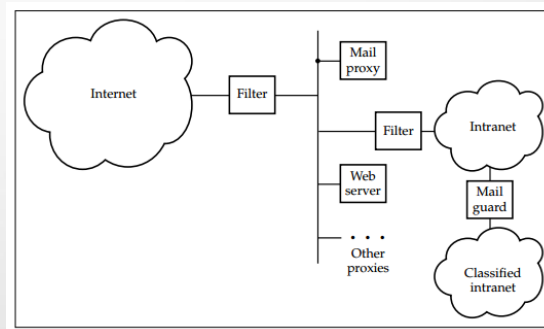 Internet
Filter
Mail
proxy
Filter
Intranet
Web
server
Mail
guard
. . .
Other
proxies
Classified
intranet